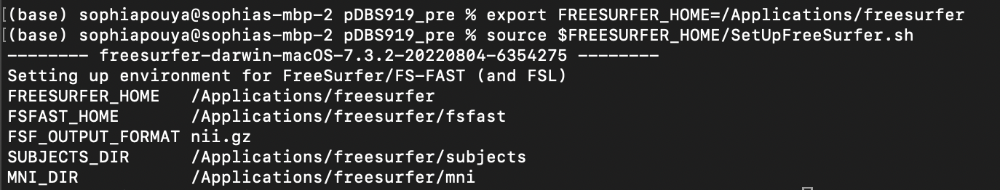 [(base) sophiapouya@sophias-mbp-2 pDBS919_pre % export FREESURFER_HOME=/Applications/freesurfer
[(base) sophiapouya@sophias-mbp-2 pDBS919_pre % source $FREESURFER_HOME/SetUpFreeSurfer.sh
-------- freesurfer-darwin-macOS-7.3.2-20220804-6354275 --------
Setting up environment for FreeSurfer/FS-FAST (and FSL)
FREESURFER_HOME   /Applications/freesurfer
FSFAST_HOME       /Applications/freesurfer/fsfast
FSF_OUTPUT_FORMAT nii.gz
SUBJECTS_DIR      /Applications/freesurfer/subjects
MNI_DIR           /Applications/freesurfer/mni